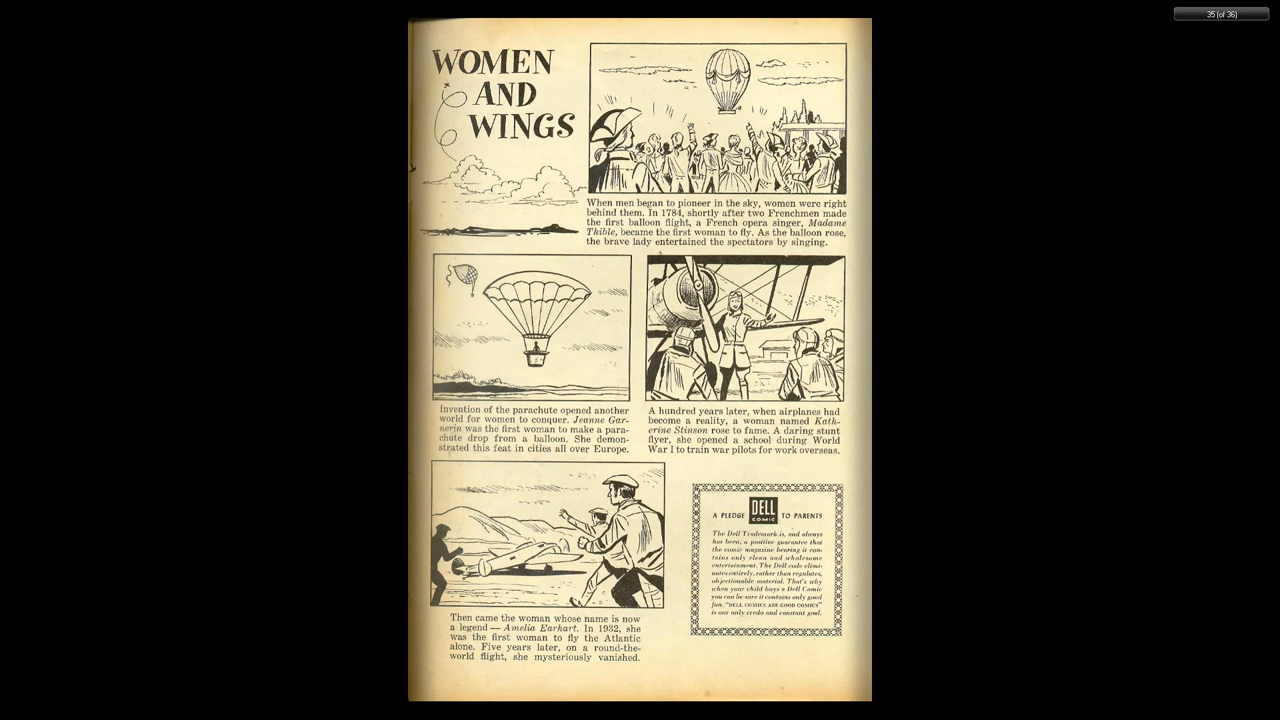 35 (of 36)
WOMEN
AND
WINGS
When men began to pioneer in the sky, women were right
behind them. In 1784, shortly after two Frenchmen made
the first balloon flight, a French opera singer, Madame
Thible, became the first woman to fly. As the balloon rose,
the brave lady entertained the spectators by singing.
Invention of the parachute opened another
world for women to conquer. Jeanne Gar-
nerin was the first woman to make a para-
chute drop from a balloon. She demon-
strated this feat in cities all over Europe.
A hundred years later, when airplanes had
become a reality, a woman named Kath-
erine Stinson rose to fame. A daring stunt
flyer, she opened a school during World
War I to train war pilots for work overseas.
Then came the woman whose name is now
a legend — Amelia Earhart. In 1932, she
was the first woman to fly the Atlantic
alone. Five years later, on a round-the-
world flight, she mysteriously vanished.
A PLEDGE DELL COMIC TO PARENTS
The Dell Trademark is, and always
has been, a positive guarantee that
the comic magazine bearing it con-
tains only clean and wholesome
entertainment. The Dell code elimi-
nates entirely, rather than regulates,
objectionable material. That's why
when your child buys a Dell Comic
you can be sure it contains only good
fun. "DELL COMICS ARE GOOD COMICS"
is our only credo and constant goal.